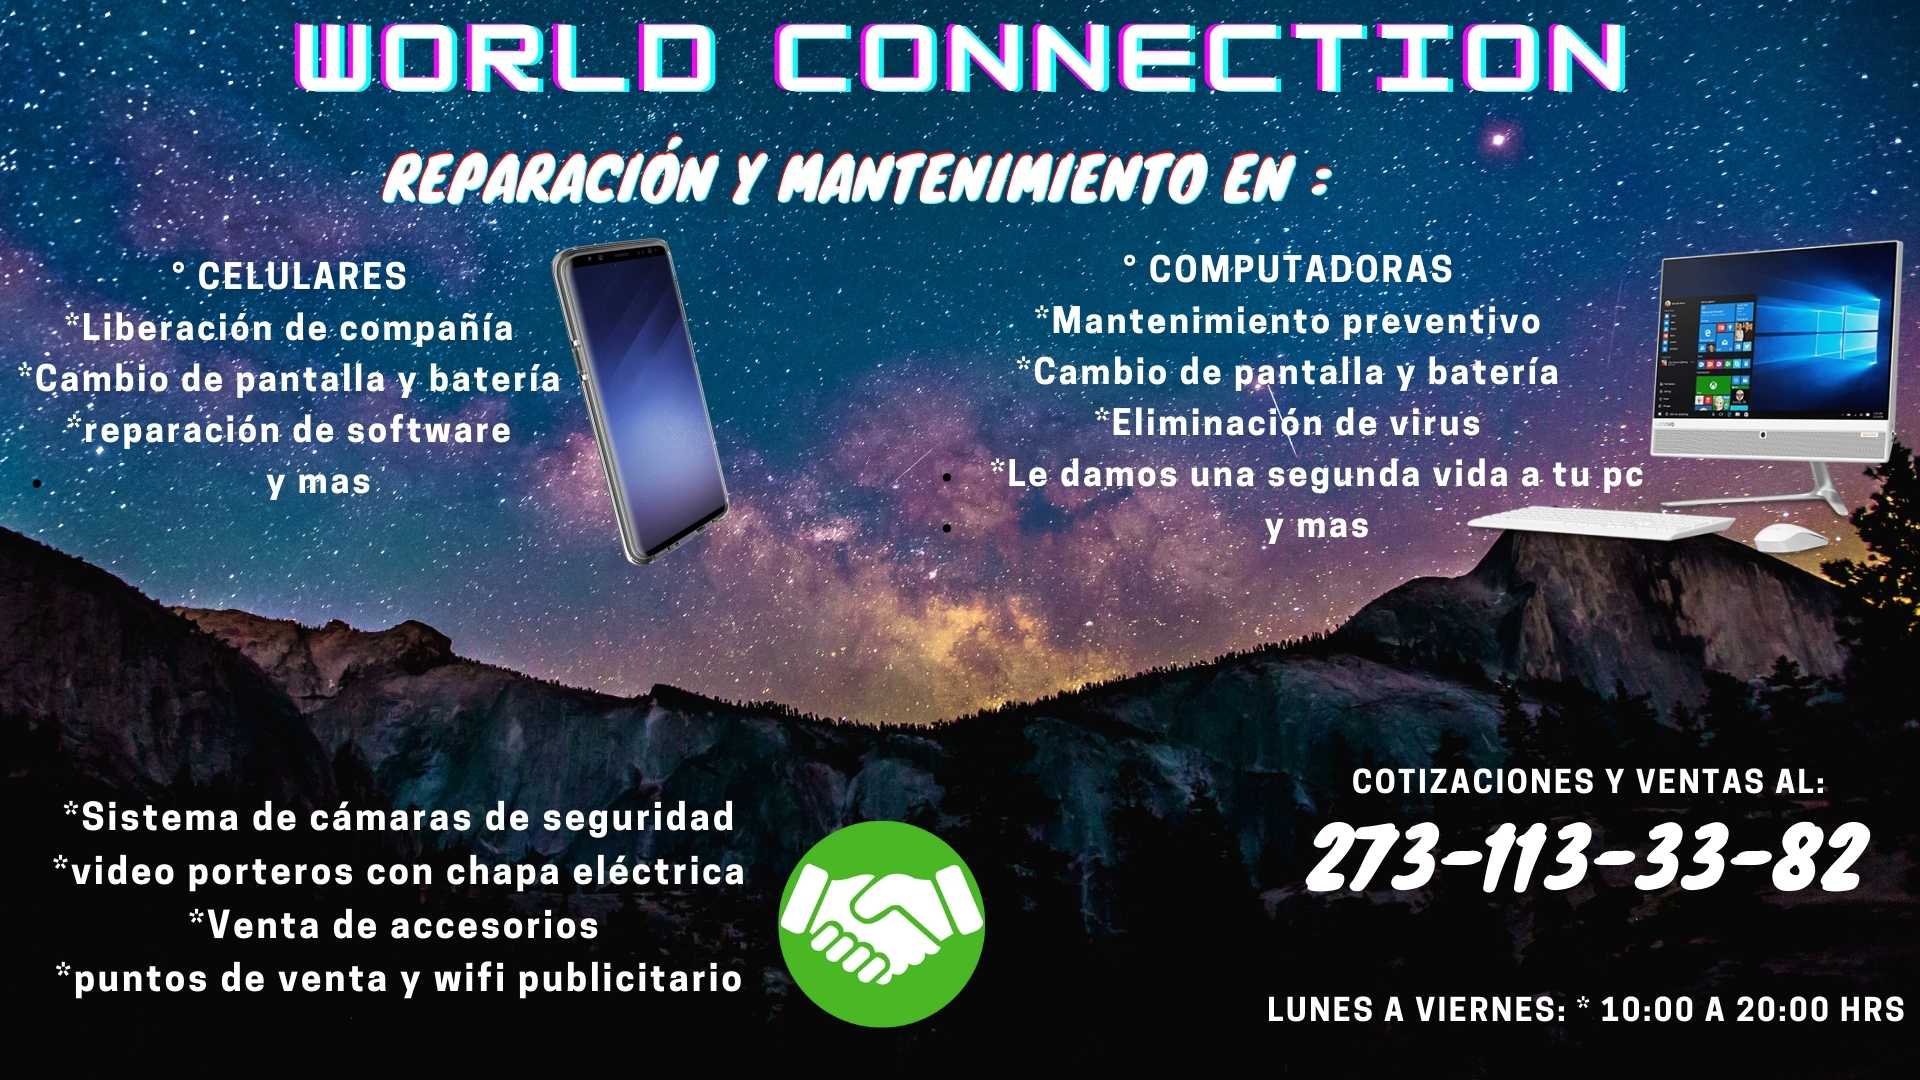 WORLD CONNECTION
REPARACIÓN Y MANTENIMIENTO EN :
° CELULARES
*Liberación de compañía
*Cambio de pantalla y batería
*reparación de software
y mas
° COMPUTADORAS
*Mantenimiento preventivo
*Cambio de pantalla y batería
*Eliminación de virus
*Le damos una segunda vida a tu pc
y mas
*Sistema de cámaras de seguridad
*video porteros con chapa eléctrica
*Venta de accesorios
*puntos de venta y wifi publicitario
COTIZACIONES Y VENTAS AL:
273-113-33-82
LUNES A VIERNES: * 10:00 A 20:00 HRS